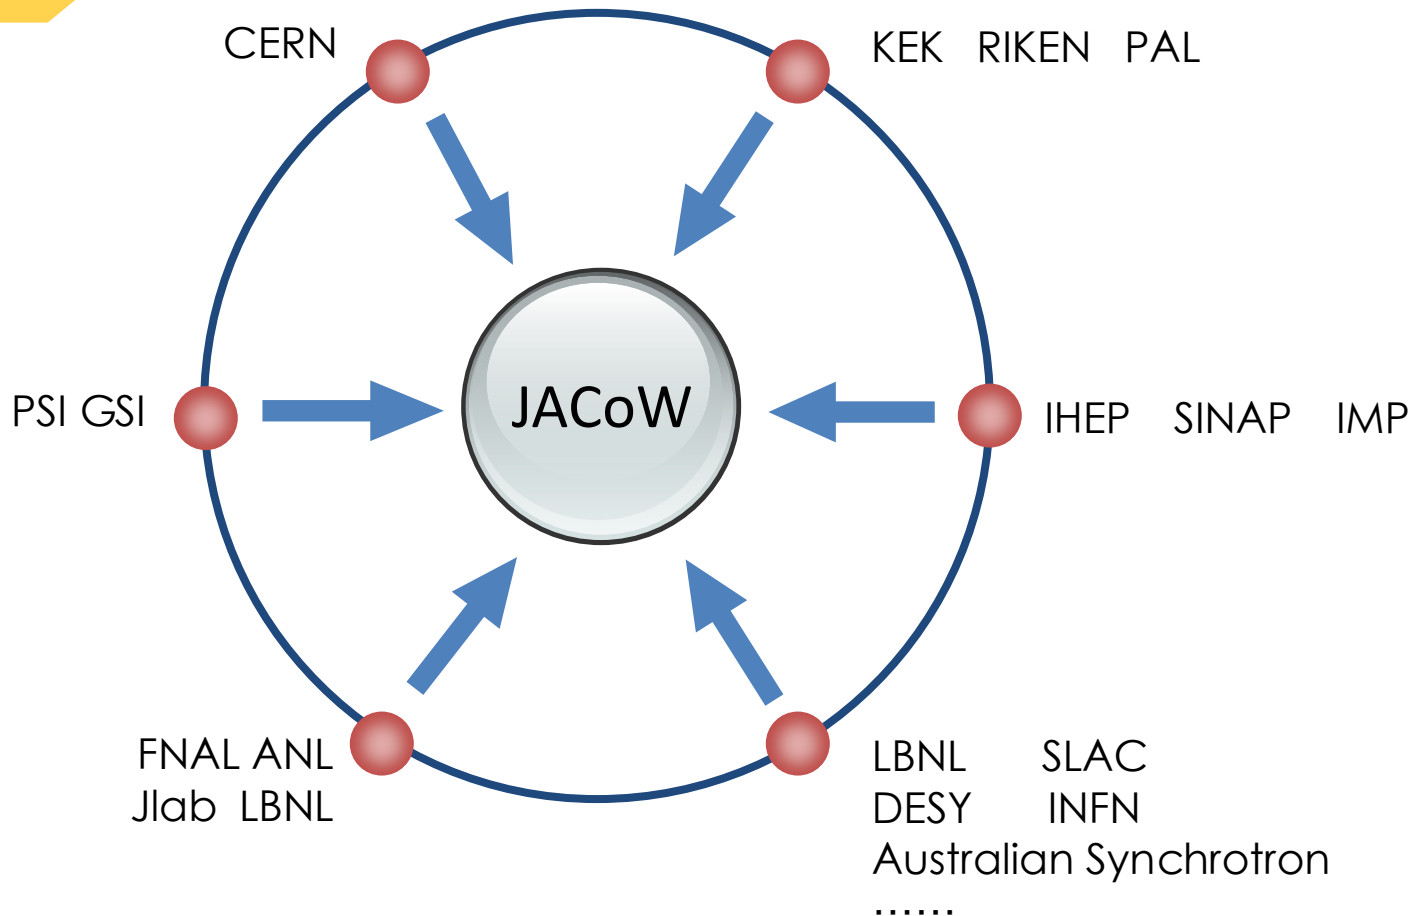 CERN
KEK RIKEN PAL
PSI GSI
JACoW
IHEP SINAP IMP
FNAL ANL
Jlab LBNL
LBNL SLAC
DESY INFN
Australian Synchrotron
......